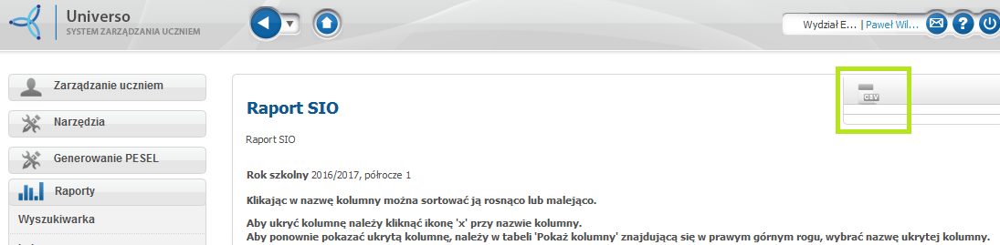 Universo
SYSTEM ZARZĄDZANIA UCZNIEM
Wydział E... | Paweł Wil...
Zarządzanie uczniem
Narzędzia
Generowanie PESEL
Raporty
Wyszukiwarka
CSV
Raport SIO
Raport SIO
Rok szkolny 2016/2017, półrocze 1
Klikając w nazwę kolumny można sortować ją rosnąco lub malejąco.
Aby ukryć kolumnę należy kliknąć ikonę 'x' przy nazwie kolumny.
Aby ponownie pokazać ukrytą kolumnę, należy w tabeli 'Pokaż kolumny' znajdującą się w prawym górnym rogu, wybrać nazwę ukrytej kolumny.